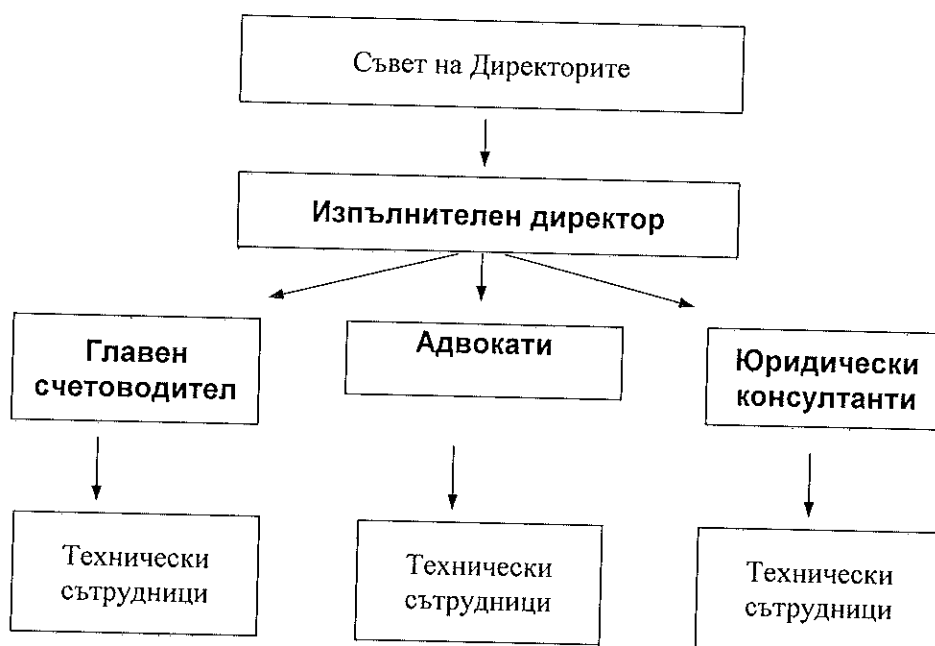 Съвет на Директорите
Изпълнителен директор
Главен
счетоводител
Адвокати
Юридически
консултанти
Технически
сътрудници
Технически
сътрудници
Технически
сътрудници